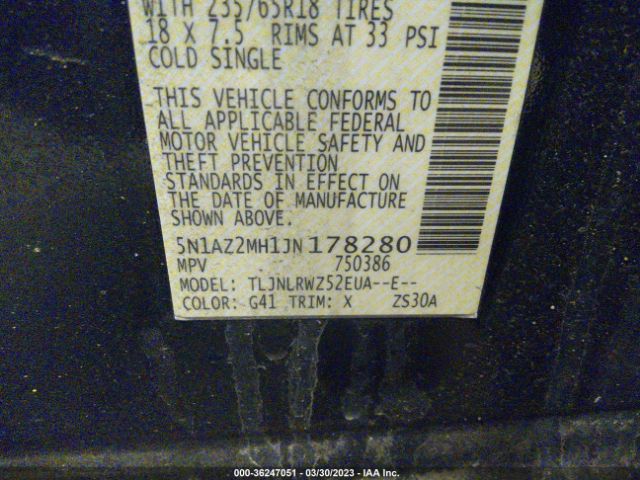 WITH 235/65R18 TIRES
18 X 7.5 RIMS AT 33 PSI
COLD SINGLE
THIS VEHICLE CONFORMS TO
ALL APPLICABLE FEDERAL
MOTOR VEHICLE SAFETY AND
THEFT PREVENTION
STANDARDS IN EFFECT ON
THE DATE OF MANUFACTURE
SHOWN ABOVE.
5N1AZ2MH1JN178280
MPV 750386
MODEL: TLJNLRWZ52EUA--E--
COLOR: G41 TRIM: X ZS30A
000-36247051 — 03/30/2023 — IAA Inc.